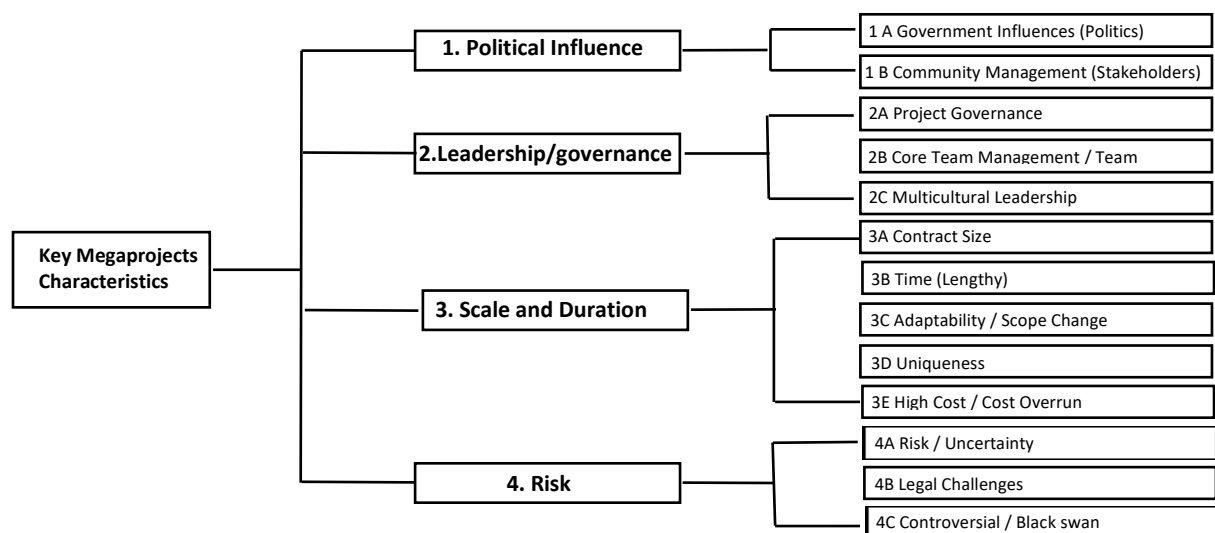 1. Political Influence
1 A Government Influences (Politics)
1 B Community Management (Stakeholders)
2.Leadership/governance
2A Project Governance
2B Core Team Management / Team
2C Multicultural Leadership
Key Megaprojects
Characteristics
3. Scale and Duration
3A Contract Size
3B Time (Lengthy)
3C Adaptability / Scope Change
3D Uniqueness
3E High Cost / Cost Overrun
4. Risk
4A Risk / Uncertainty
4B Legal Challenges
4C Controversial / Black swan